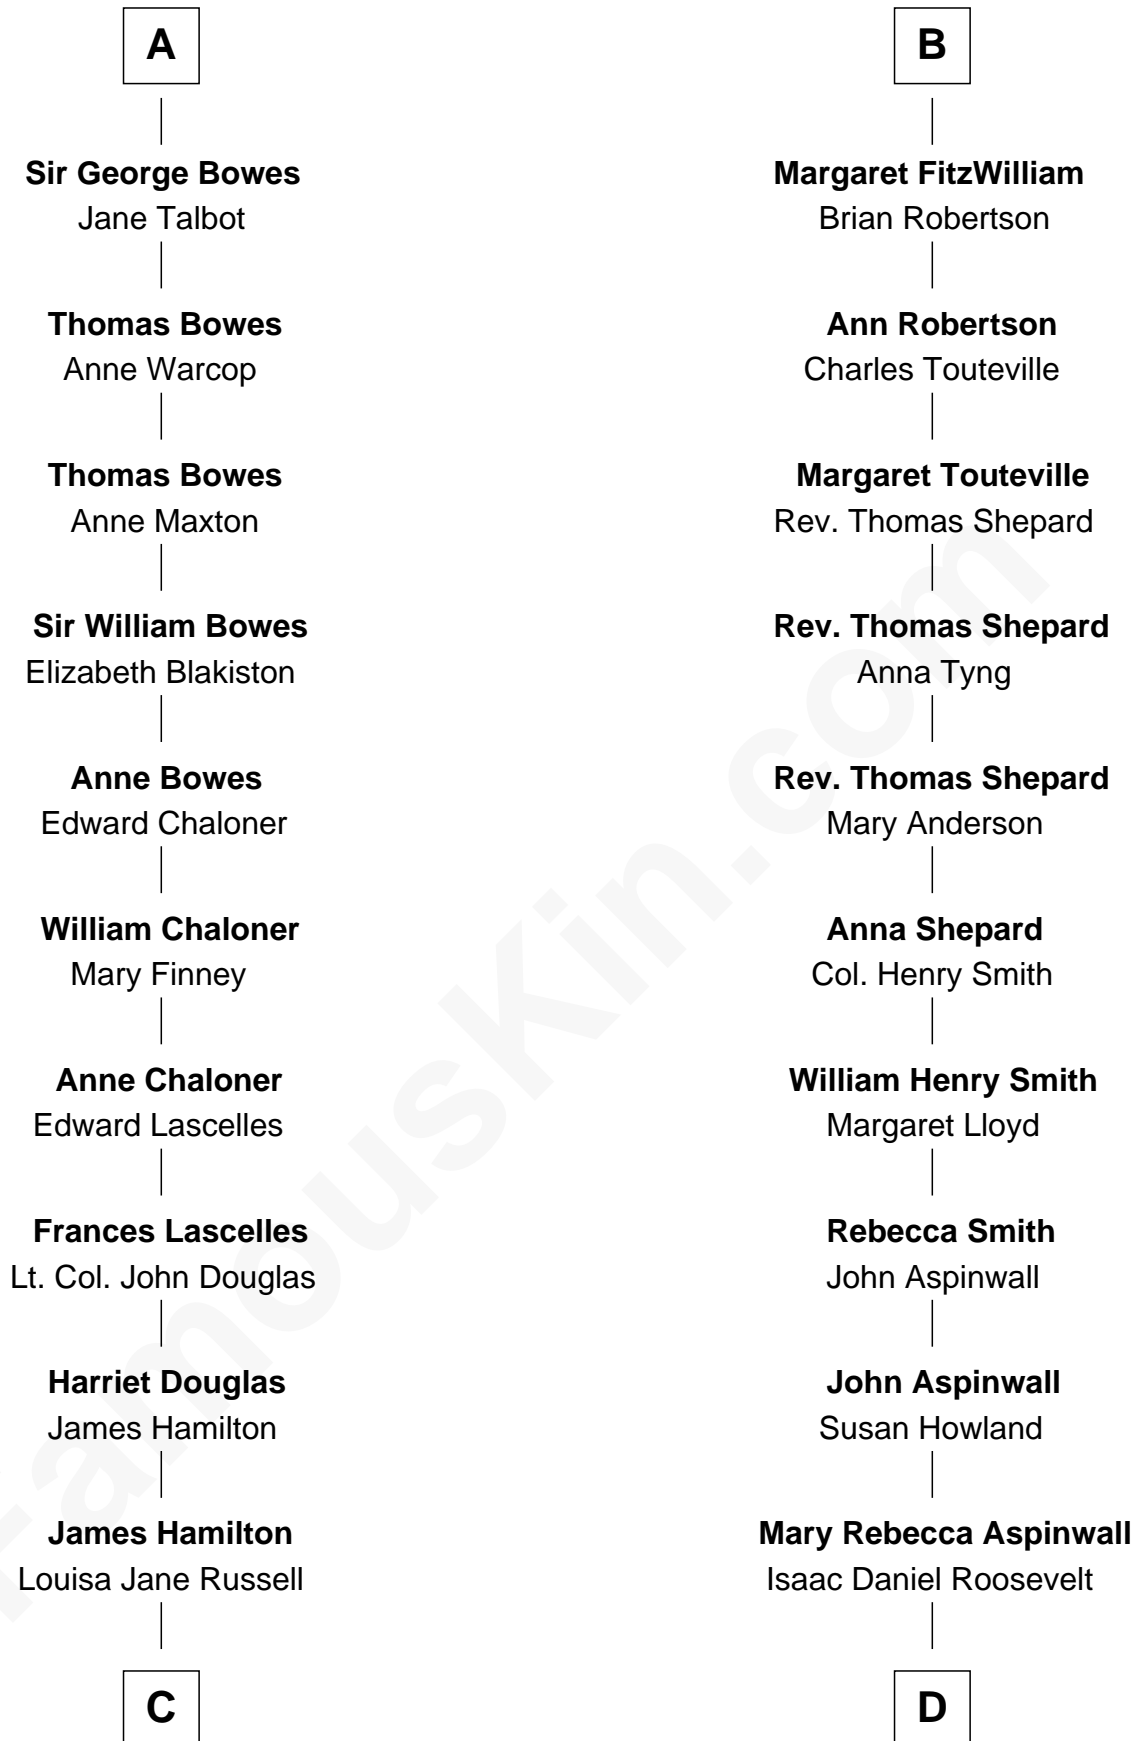 A
Sir George Bowes
Jane Talbot
Thomas Bowes
Anne Warcop
Thomas Bowes
Anne Maxton
Sir William Bowes
Elizabeth Blakiston
Anne Bowes
Edward Chaloner
William Chaloner
Mary Finney
Anne Chaloner
Edward Lascelles
Frances Lascelles
Lt. Col. John Douglas
Harriet Douglas
James Hamilton
James Hamilton
Louisa Jane Russell
C
B
Margaret FitzWilliam
Brian Robertson
Ann Robertson
Charles Touteville
Margaret Touteville
Rev. Thomas Shepard
Rev. Thomas Shepard
Anna Tyng
Rev. Thomas Shepard
Mary Anderson
Anna Shepard
Col. Henry Smith
William Henry Smith
Margaret Lloyd
Rebecca Smith
John Aspinwall
John Aspinwall
Susan Howland
Mary Rebecca Aspinwall
Isaac Daniel Roosevelt
D
FamousKin.com